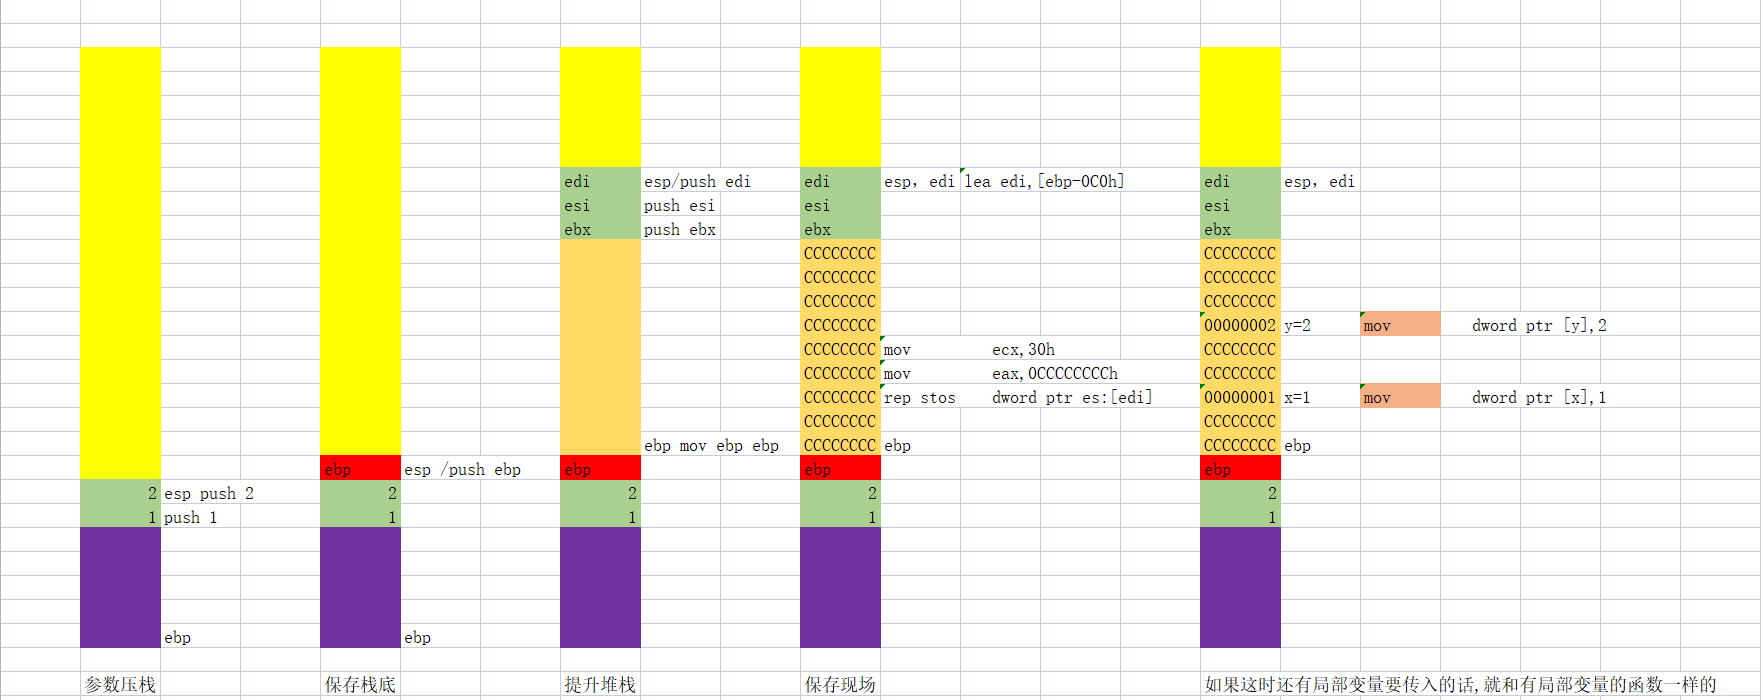 edi esp/push edi edi esp，edi lea edi,[ebp-0C0h] edi esp，edi
esi push esi esi esi
ebx push ebx ebx ebx
CCCCCCCC CCCCCCCC
CCCCCCCC CCCCCCCC
CCCCCCCC CCCCCCCC
CCCCCCCC 00000002 y=2 mov dword ptr [y],2
CCCCCCCC mov ecx,30h CCCCCCCC
CCCCCCCC mov eax,0CCCCCCCCh CCCCCCCC
CCCCCCCC rep stos dword ptr es:[edi] 00000001 x=1 mov dword ptr [x],1
CCCCCCCC CCCCCCCC
ebp mov ebp ebp CCCCCCCC ebp CCCCCCCC ebp
ebp esp /push ebp ebp ebp ebp
2 esp push 2 2 2 2 2
1 push 1 1 1 1 1
ebp ebp
参数压栈 保存栈底 提升堆栈 保存现场 如果这时还有局部变量要传入的话,就和有局部变量的函数一样的